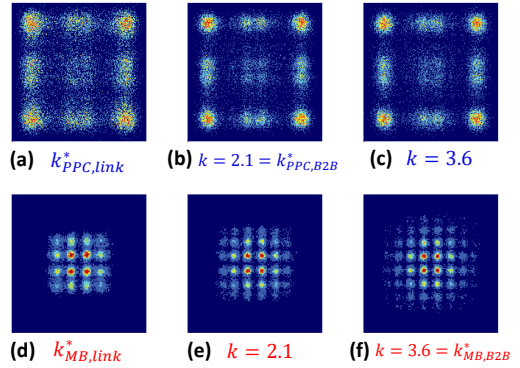 (a) $k^*_{PPC,link}$
(b) $k = 2.1 = k^*_{PPC,B2B}$
(c) $k = 3.6$
(d) $k^*_{MB,link}$
(e) $k = 2.1$
(f) $k = 3.6 = k^*_{MB,B2B}$